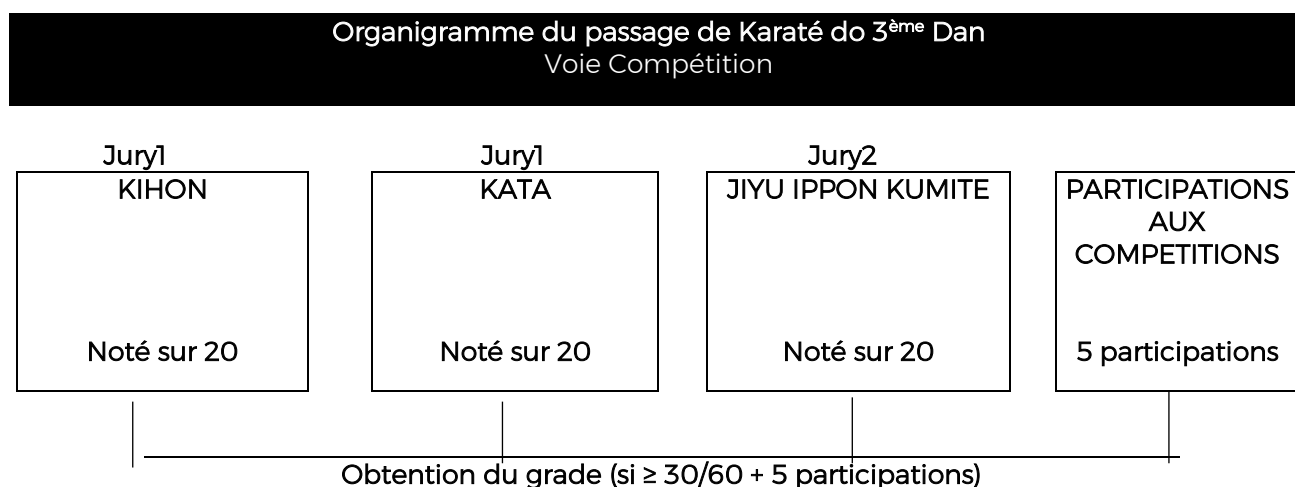 Organigramme du passage de Karaté do 3ème Dan
Voie Compétition
Jury1
KIHON
Noté sur 20
Jury1
KATA
Noté sur 20
Jury2
JIYU IPPON KUMITE
Noté sur 20
PARTICIPATIONS
AUX
COMPETITIONS
5 participations
Obtention du grade (si ≥ 30/60 + 5 participations)